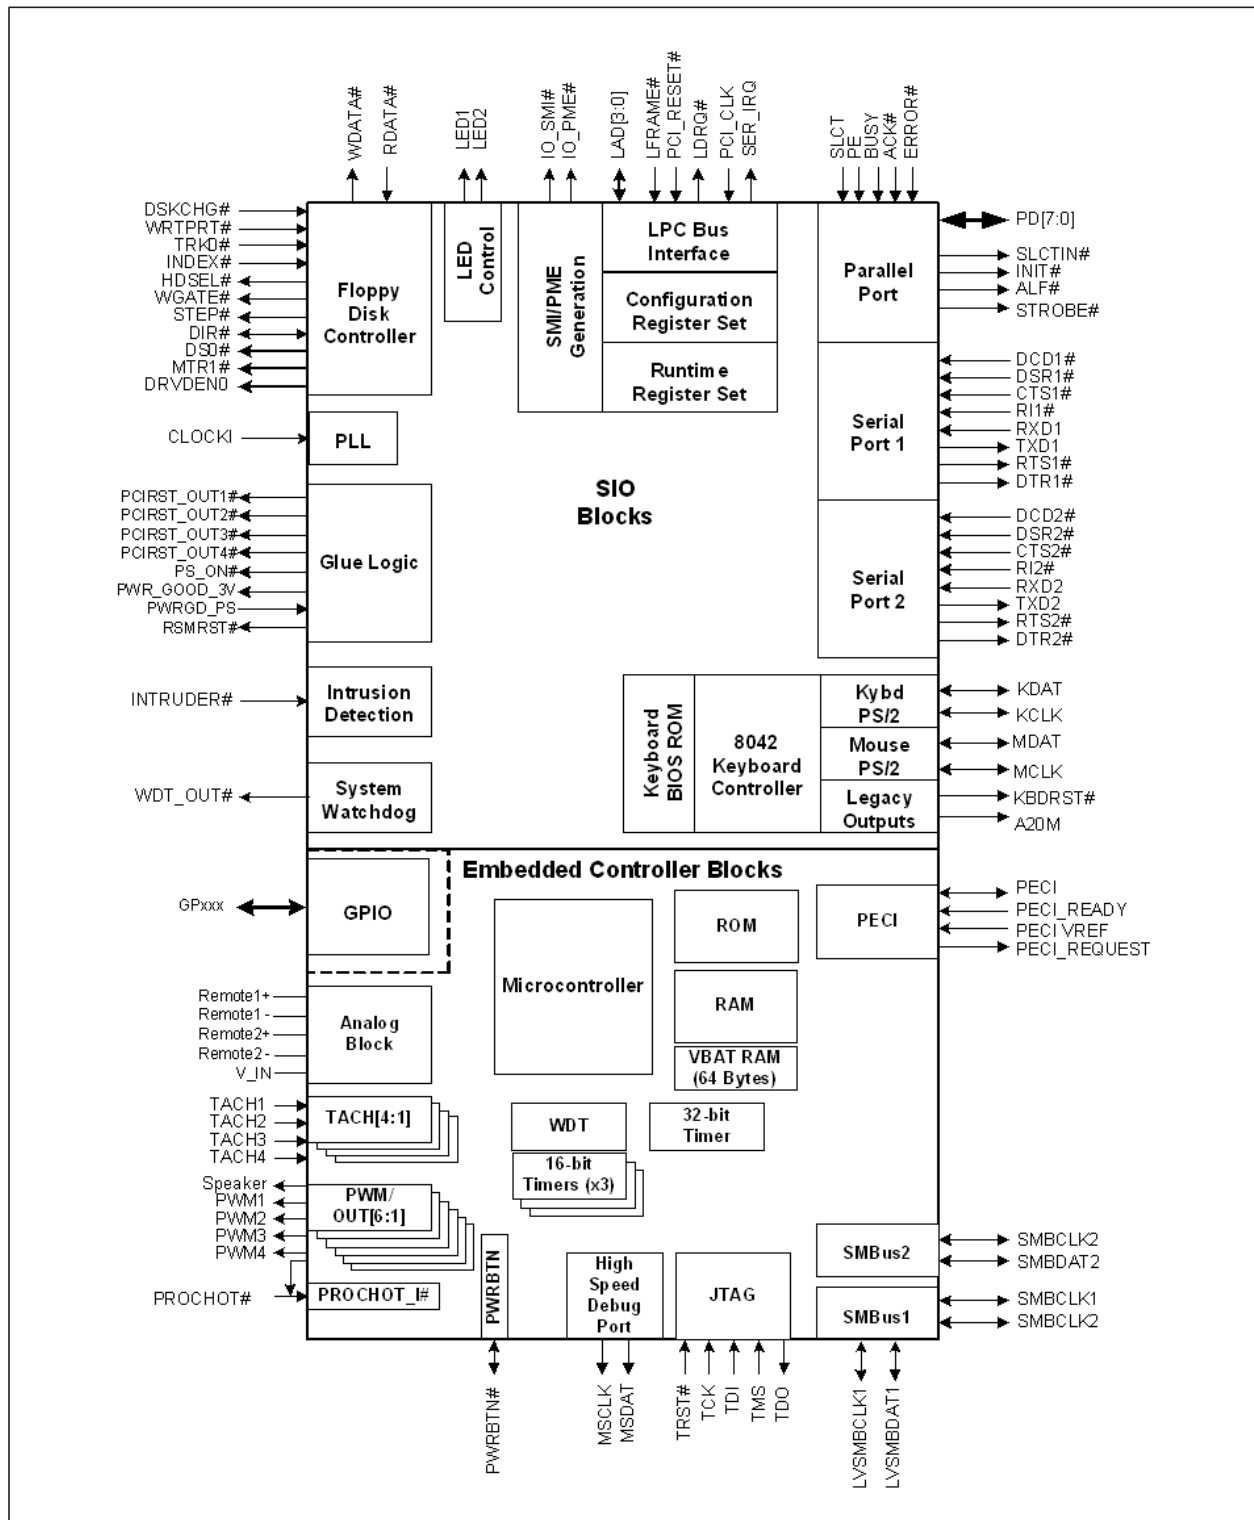 WDATA#
RDATA#
LED1
LED2
IO_SMI#
IO_PME#
LAD[3:0]
LFRAME#
PCI_RESET#
LDRQ#
PCI_CLK
SER_IRQ
SLCT
PE
BUSY
ACK#
ERROR#
DSKCHG#
WRTPRT#
TRK0#
INDEX#
HDSEL#
WGATE#
STEP#
DIR#
DS0#
MTR1#
DRVDEN0
Floppy
Disk
Controller
LED
Control
SMI/PME
Generation
LPC Bus
Interface
Configuration
Register Set
Runtime
Register Set
Parallel
Port
PD[7:0]
SLCTIN#
INIT#
ALF#
STROBE#
CLOCKI
PLL
Serial
Port 1
DCD1#
DSR1#
CTS1#
RI1#
RXD1
TXD1
RTS1#
DTR1#
SIO
Blocks
PCIRST_OUT1#
PCIRST_OUT2#
PCIRST_OUT3#
PCIRST_OUT4#
PS_ON#
PWR_GOOD_3V
PWRGD_PS
RSMRST#
Glue Logic
Serial
Port 2
DCD2#
DSR2#
CTS2#
RI2#
RXD2
TXD2
RTS2#
DTR2#
INTRUDER#
Intrusion
Detection
WDT_OUT#
System
Watchdog
Keyboard
BIOS ROM
8042
Keyboard
Controller
Kybd
PS/2
Mouse
PS/2
Legacy
Outputs
KDAT
KCLK
MDAT
MCLK
KBDRST#
A20M
Embedded Controller Blocks
GPxxx
GPIO
Microcontroller
ROM
RAM
VBAT RAM
(64 Bytes)
PECI
PECI
PECI_READY
PECI VREF
PECI_REQUEST
Remote1+
Remote1 -
Remote2+
Remote2 -
V_IN
Analog
Block
TACH1
TACH2
TACH3
TACH4
TACH[4:1]
WDT
32-bit
Timer
16-bit
Timers (x3)
Speaker
PWM1
PWM2
PWM3
PWM4
PWM/
OUT[6:1]
PROCHOT#
PROCHOT_I#
PWRBTN
High
Speed
Debug
Port
JTAG
SMBus2
SMBus1
SMBCLK2
SMBDAT2
SMBCLK1
SMBCLK2
PWRBTN#
MSCLK
MSDAT
TRST#
TCK
TDI
TMS
TDO
LVSMBCLK1
LVSMBDAT1